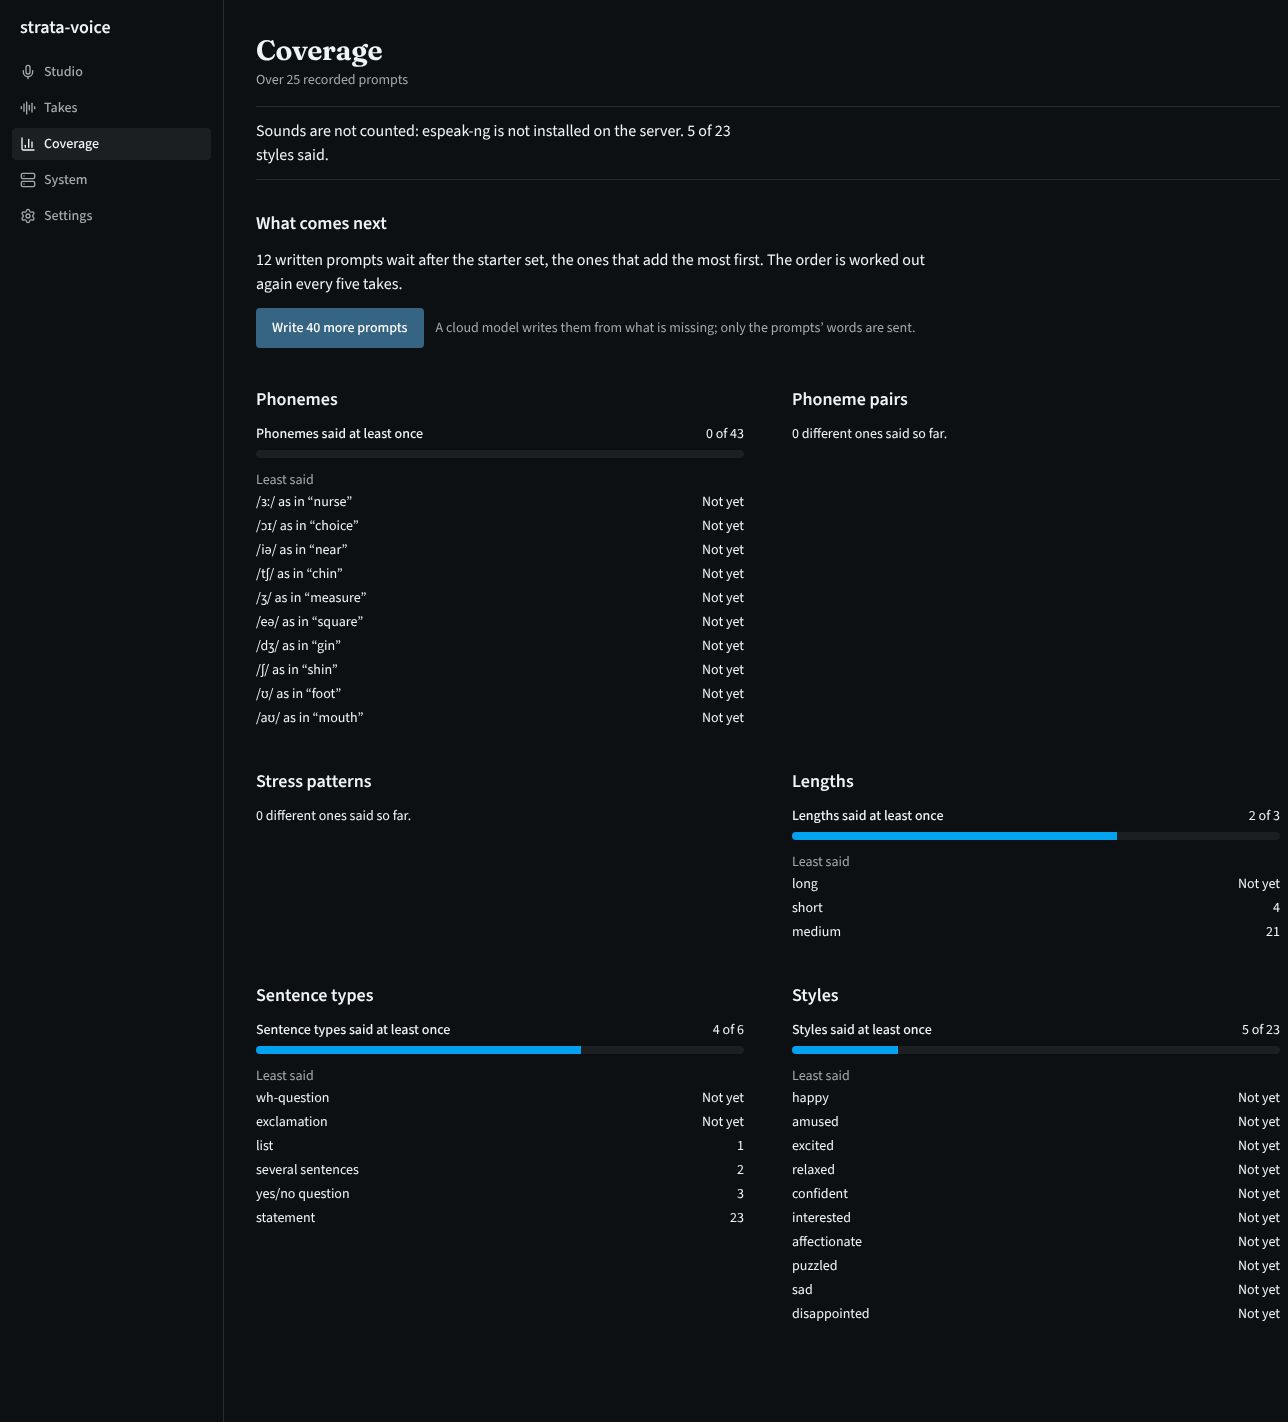 strata-voice
Studio
Takes
Coverage
System
Settings
Coverage
Over 25 recorded prompts
Sounds are not counted: espeak-ng is not installed on the server. 5 of 23
styles said.
What comes next
12 written prompts wait after the starter set, the ones that add the most first. The order is worked out
again every five takes.
Write 40 more prompts
A cloud model writes them from what is missing; only the prompts’ words are sent.
Phonemes
Phonemes said at least once 0 of 43
Least said
/ɜː/ as in “nurse” Not yet
/ɔɪ/ as in “choice” Not yet
/iə/ as in “near” Not yet
/tʃ/ as in “chin” Not yet
/ʒ/ as in “measure” Not yet
/eə/ as in “square” Not yet
/dʒ/ as in “gin” Not yet
/ʃ/ as in “shin” Not yet
/ʊ/ as in “foot” Not yet
/aʊ/ as in “mouth” Not yet
Phoneme pairs
0 different ones said so far.
Stress patterns
0 different ones said so far.
Lengths
Lengths said at least once 2 of 3
Least said
long Not yet
short 4
medium 21
Sentence types
Sentence types said at least once 4 of 6
Least said
wh-question Not yet
exclamation Not yet
list 1
several sentences 2
yes/no question 3
statement 23
Styles
Styles said at least once 5 of 23
Least said
happy Not yet
amused Not yet
excited Not yet
relaxed Not yet
confident Not yet
interested Not yet
affectionate Not yet
puzzled Not yet
sad Not yet
disappointed Not yet